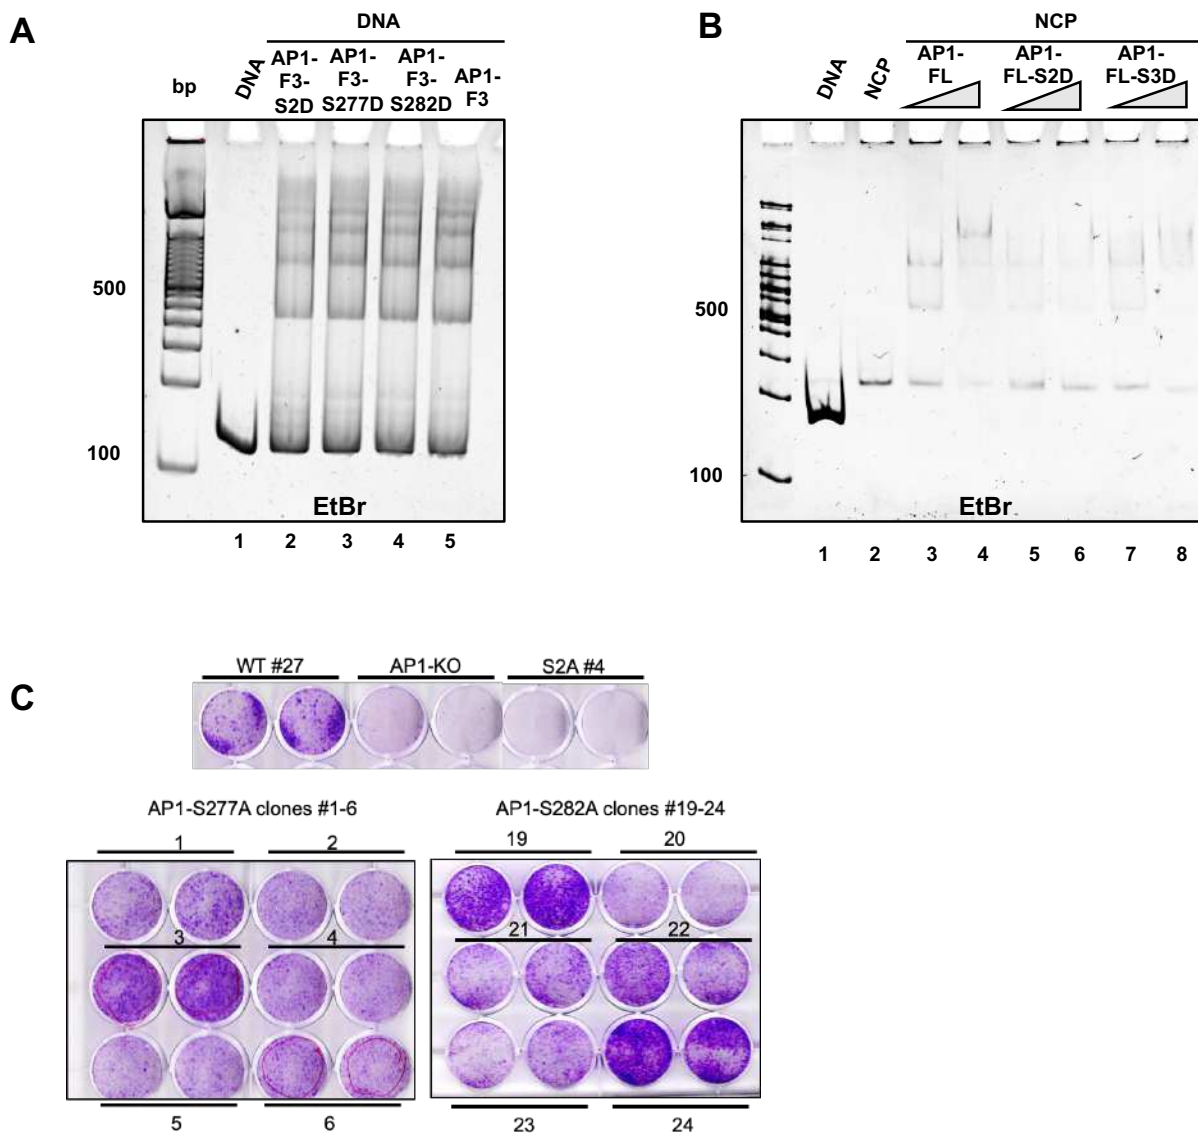 A
DNA
bp
DNA
AP1-
F3-
S2D
AP1-
F3-
S277D
AP1-
F3-
S282D
AP1-
F3
500
100
EtBr
1 2 3 4 5
B
NCP
DNA
NCP
AP1-
FL
AP1-
FL-S2D
AP1-
FL-S3D
500
100
EtBr
1 2 3 4 5 6 7 8
C
WT #27 AP1-KO S2A #4
AP1-S277A clones #1-6
1 2
3 4
5 6
AP1-S282A clones #19-24
19 20
21 22
23 24